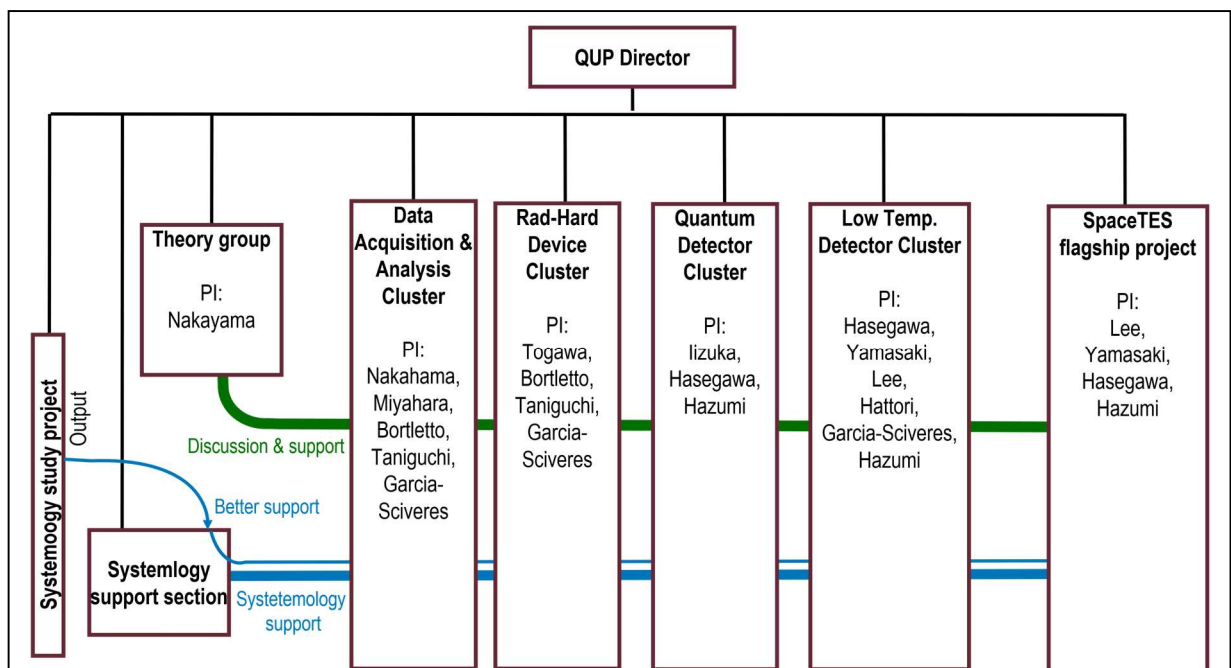 QUP Director
Theory group
PI:
Nakayama
Data
Acquisition &
Analysis
Cluster
PI:
Nakahama,
Miyahara,
Bortletto,
Taniguchi,
Garcia-
Sciveres
Rad-Hard
Device
Cluster
PI:
Togawa,
Bortletto,
Taniguchi,
Garcia-
Sciveres
Quantum
Detector
Cluster
PI:
Iizuka,
Hasegawa,
Hazumi
Low Temp.
Detector Cluster
PI:
Hasegawa,
Yamasaki,
Lee,
Hattori,
Garcia-Sciveres,
Hazumi
SpaceTES
flagship project
PI:
Lee,
Yamasaki,
Hasegawa,
Hazumi
Systemoogy study project
Output
Discussion & support
Better support
Systemlogy
support section
Systetemology
support